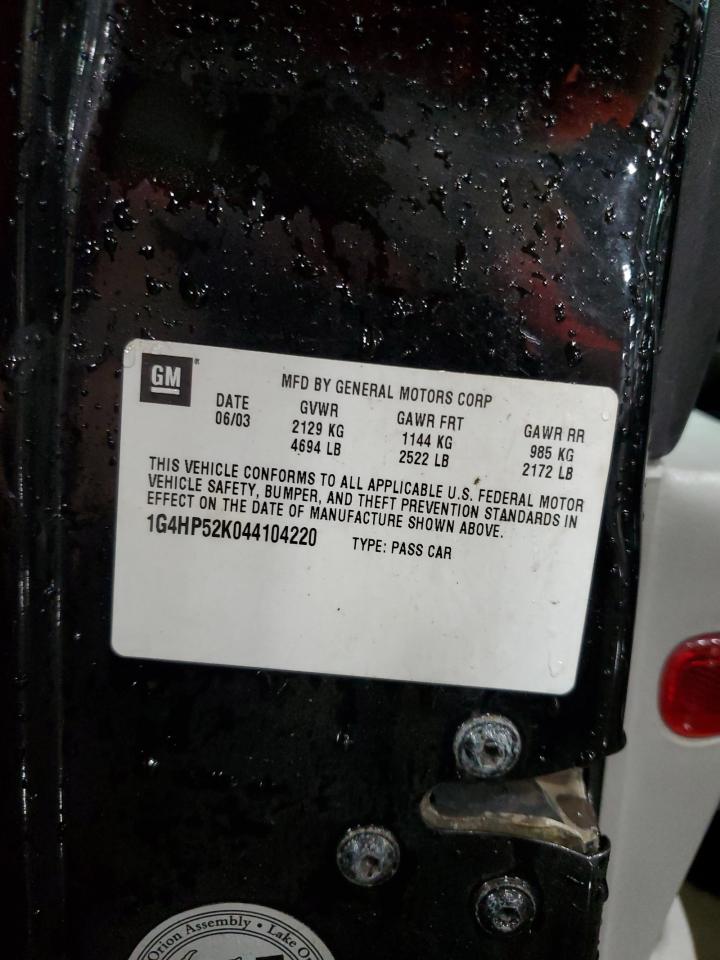 GM®
MFD BY GENERAL MOTORS CORP
DATE GVWR GAWR FRT GAWR RR
06/03 2129 KG 1144 KG 985 KG
4694 LB 2522 LB 2172 LB
THIS VEHICLE CONFORMS TO ALL APPLICABLE U.S. FEDERAL MOTOR
VEHICLE SAFETY, BUMPER, AND THEFT PREVENTION STANDARDS IN
EFFECT ON THE DATE OF MANUFACTURE SHOWN ABOVE.
1G4HP52K044104220 TYPE: PASS CAR
Orion Assembly • Lake